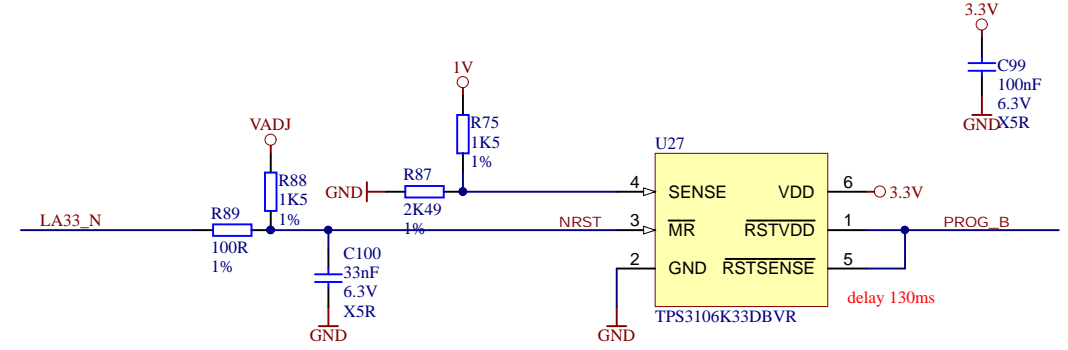 3.3V
C99
100nF
6.3V
X5R
GND
1V
R75
1K5
1%
VADJ
R88
1K5
1%
R87
2K49
1%
GND
LA33_N
R89
100R
1%
C100
33nF
6.3V
X5R
GND
NRST
U27
4 SENSE VDD 6 3.3V
3 MR RSTVDD 1 PROG_B
2 GND RSTSENSE 5
delay 130ms
TPS3106K33DBVR
GND